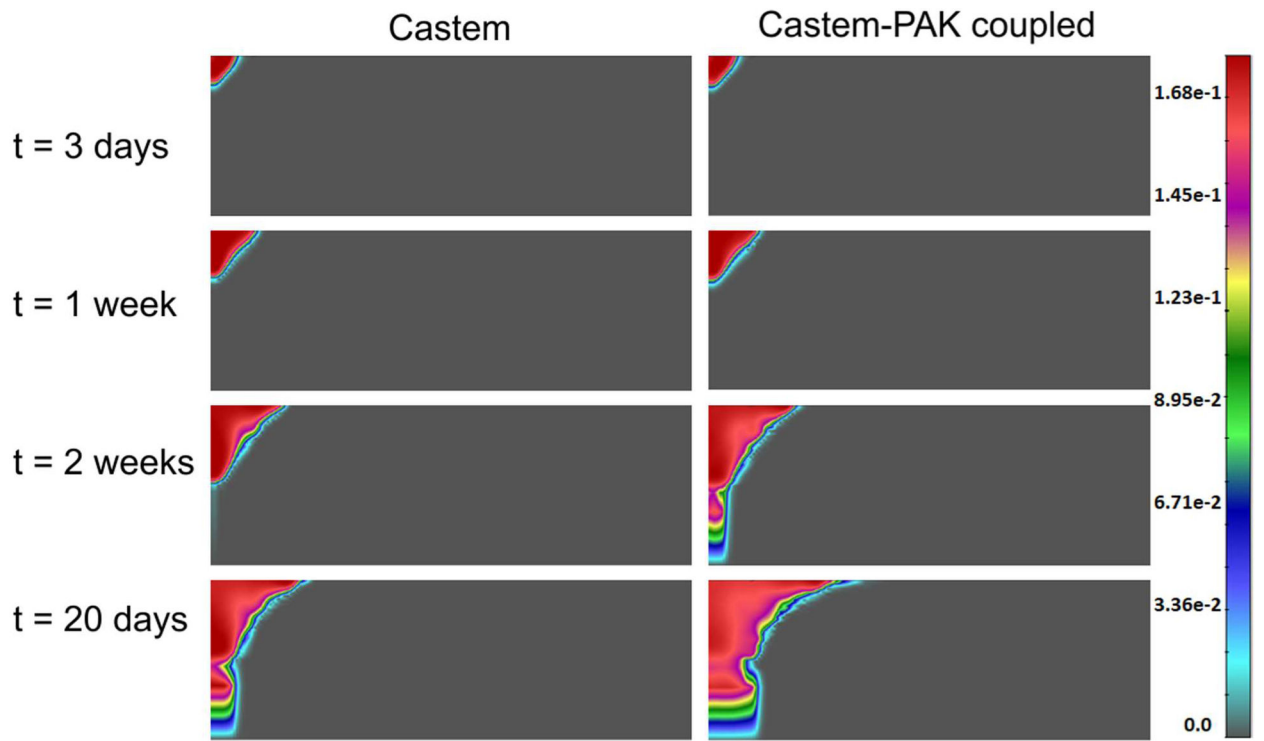 Castem
Castem-PAK coupled
t = 3 days
t = 1 week
t = 2 weeks
t = 20 days
1.68e-1
1.45e-1
1.23e-1
8.95e-2
6.71e-2
3.36e-2
0.0